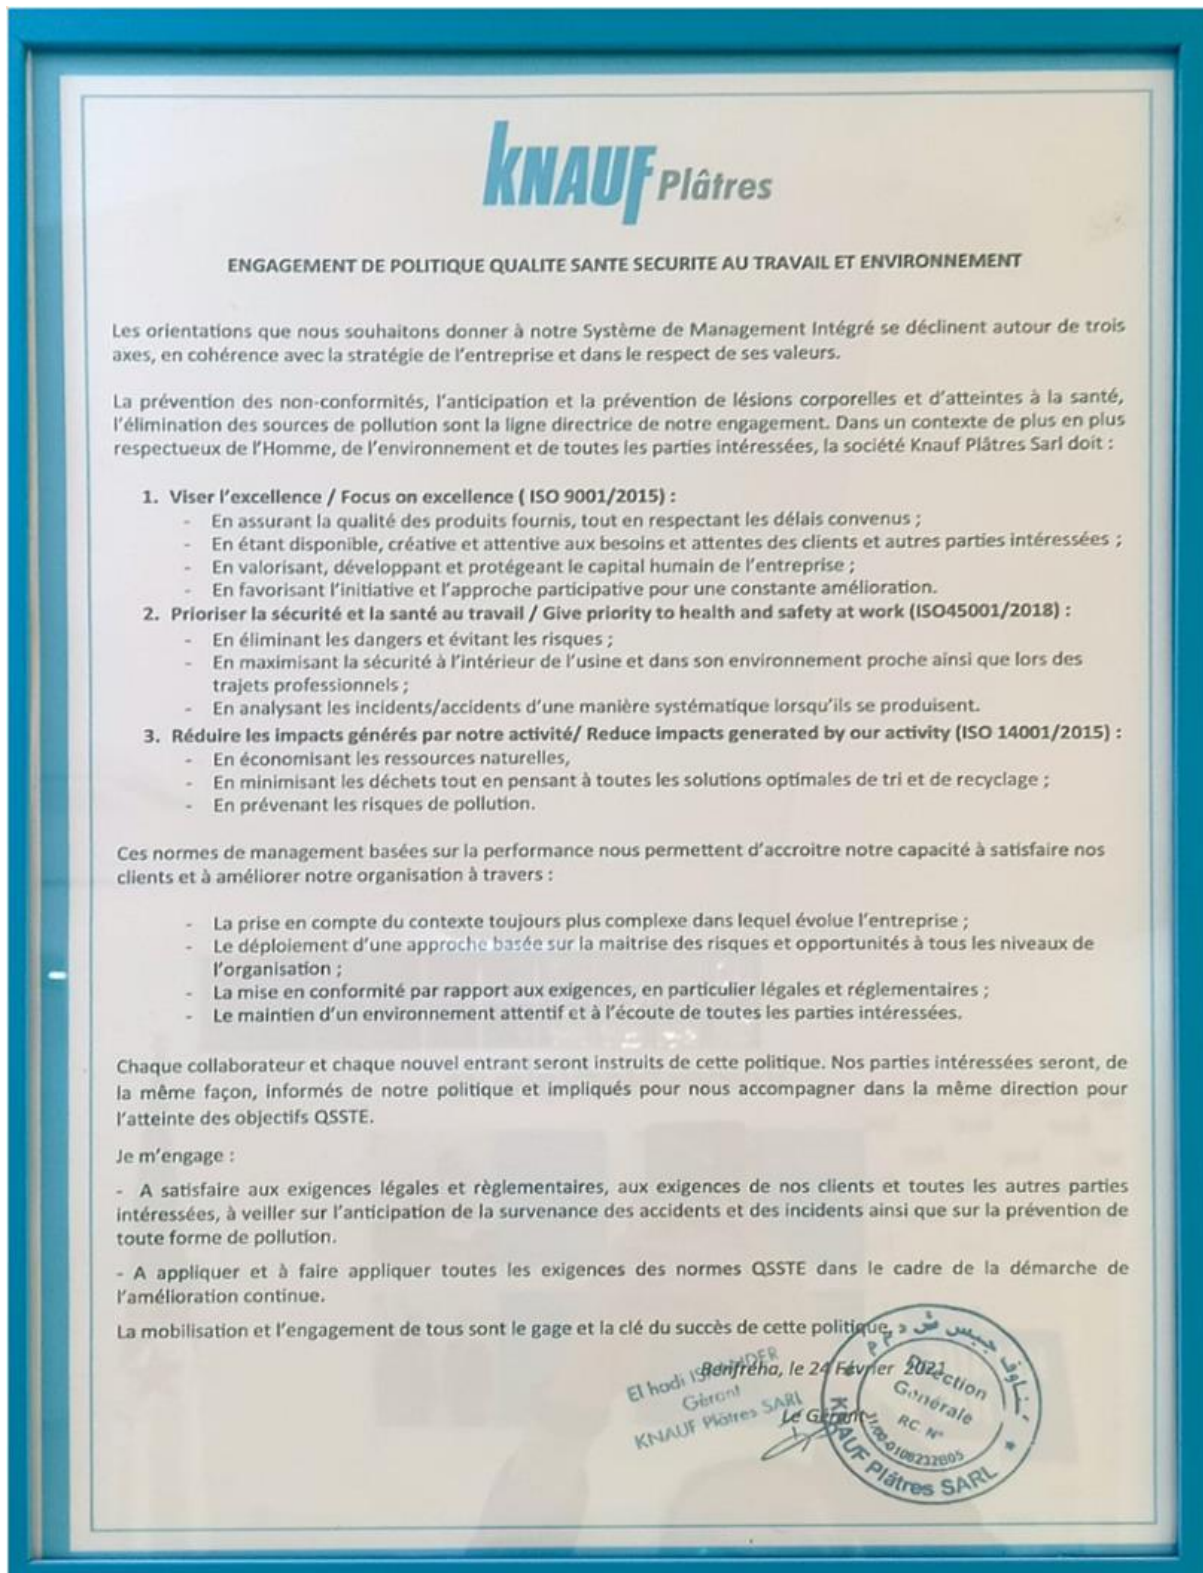 KNAUF Plâtres
ENGAGEMENT DE POLITIQUE QUALITE SANTE SECURITE AU TRAVAIL ET ENVIRONNEMENT
Les orientations que nous souhaitons donner à notre Système de Management Intégré se déclinent autour de trois
axes, en cohérence avec la stratégie de l'entreprise et dans le respect de ses valeurs.
La prévention des non-conformités, l'anticipation et la prévention de lésions corporelles et d'atteintes à la santé,
l'élimination des sources de pollution sont la ligne directrice de notre engagement. Dans un contexte de plus en plus
respectueux de l'Homme, de l'environnement et de toutes les parties intéressées, la société Knauf Plâtres Sarl doit :
1. Viser l'excellence / Focus on excellence ( ISO 9001/2015) :
- En assurant la qualité des produits fournis, tout en respectant les délais convenus ;
- En étant disponible, créative et attentive aux besoins et attentes des clients et autres parties intéressées ;
- En valorisant, développant et protégeant le capital humain de l'entreprise ;
- En favorisant l'initiative et l'approche participative pour une constante amélioration.
2. Prioriser la sécurité et la santé au travail / Give priority to health and safety at work (ISO45001/2018) :
- En éliminant les dangers et évitant les risques ;
- En maximisant la sécurité à l'intérieur de l'usine et dans son environnement proche ainsi que lors des
trajets professionnels ;
- En analysant les incidents/accidents d'une manière systématique lorsqu'ils se produisent.
3. Réduire les impacts générés par notre activité/ Reduce impacts generated by our activity (ISO 14001/2015) :
- En économisant les ressources naturelles,
- En minimisant les déchets tout en pensant à toutes les solutions optimales de tri et de recyclage ;
- En prévenant les risques de pollution.
Ces normes de management basées sur la performance nous permettent d'accroitre notre capacité à satisfaire nos
clients et à améliorer notre organisation à travers :
- La prise en compte du contexte toujours plus complexe dans lequel évolue l'entreprise ;
- Le déploiement d'une approche basée sur la maitrise des risques et opportunités à tous les niveaux de
l'organisation ;
- La mise en conformité par rapport aux exigences, en particulier légales et réglementaires ;
- Le maintien d'un environnement attentif et à l'écoute de toutes les parties intéressées.
Chaque collaborateur et chaque nouvel entrant seront instruits de cette politique. Nos parties intéressées seront, de
la même façon, informés de notre politique et impliqués pour nous accompagner dans la même direction pour
l'atteinte des objectifs QSSTE.
Je m'engage :
- A satisfaire aux exigences légales et règlementaires, aux exigences de nos clients et toutes les autres parties
intéressées, à veiller sur l'anticipation de la survenance des accidents et des incidents ainsi que sur la prévention de
toute forme de pollution.
- A appliquer et à faire appliquer toutes les exigences des normes QSSTE dans le cadre de la démarche de
l'amélioration continue.
La mobilisation et l'engagement de tous sont le gage et la clé du succès de cette politique.
Benfréha, le 24 Février 2021
El hadi
Gérant
KNAUF Plâtres SARL
Le Gérant
Direction
Générale
RC. N°
KNAUF Plâtres SARL